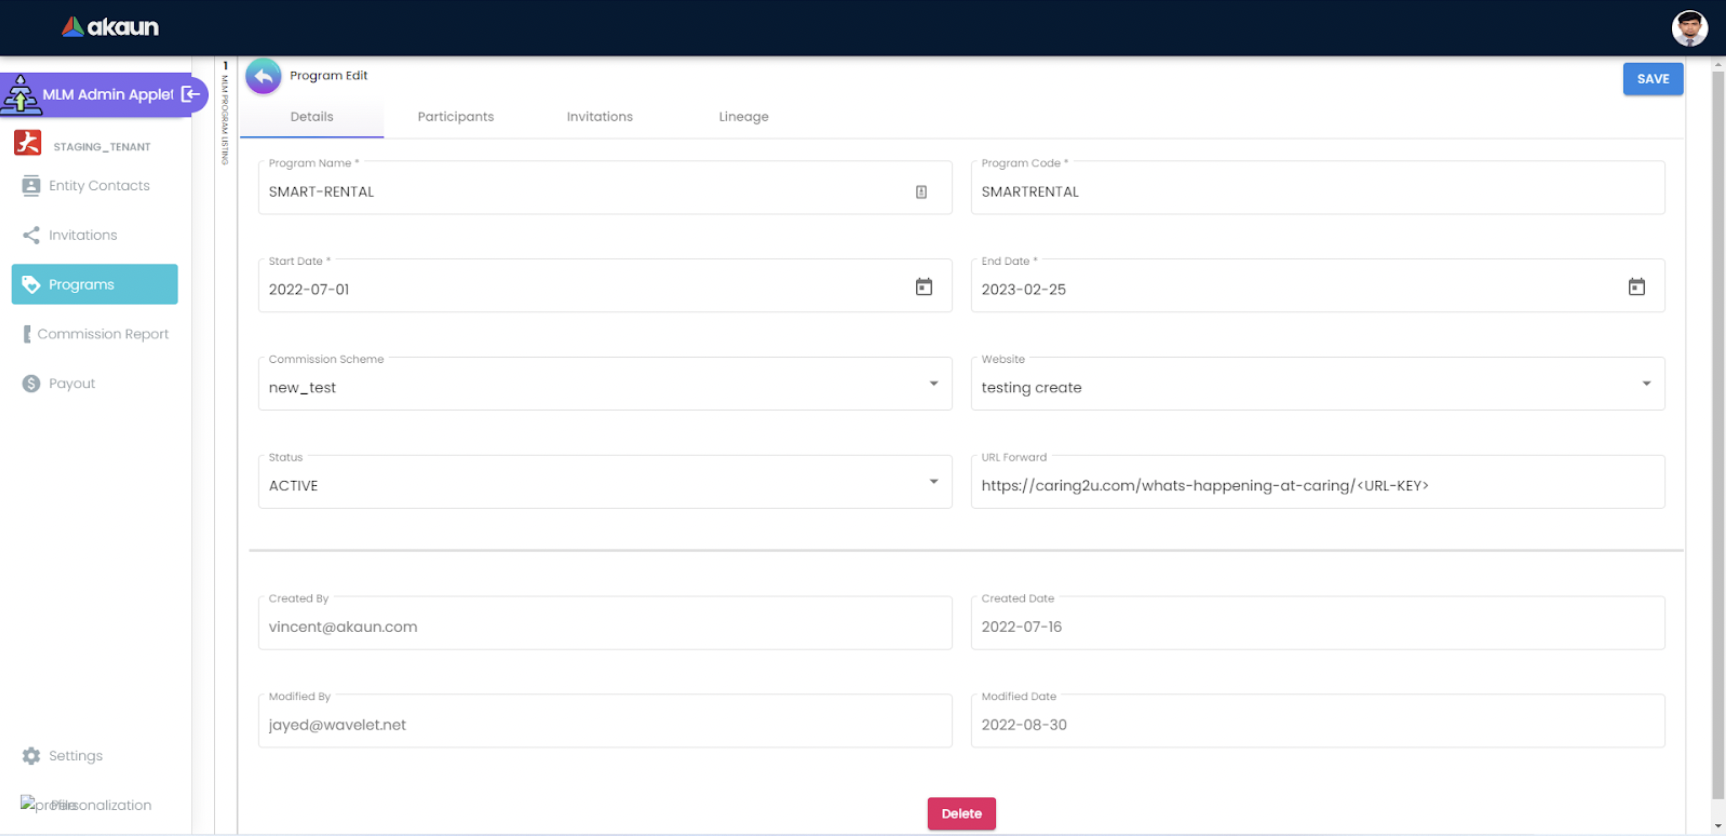 akaun
MLM Admin Applet
STAGING_TENANT
Entity Contacts
Invitations
Programs
Commission Report
Payout
Settings
Personalization
1
MLM PROGRAM LISTING
Program Edit
SAVE
Details
Participants
Invitations
Lineage
Program Name *
SMART-RENTAL
Program Code *
SMARTRENTAL
Start Date *
2022-07-01
End Date *
2023-02-25
Commission Scheme
new_test
Website
testing create
Status
ACTIVE
URL Forward
https://caring2u.com/whats-happening-at-caring/<URL-KEY>
Created By
vincent@akaun.com
Created Date
2022-07-16
Modified By
jayed@wavelet.net
Modified Date
2022-08-30
Delete